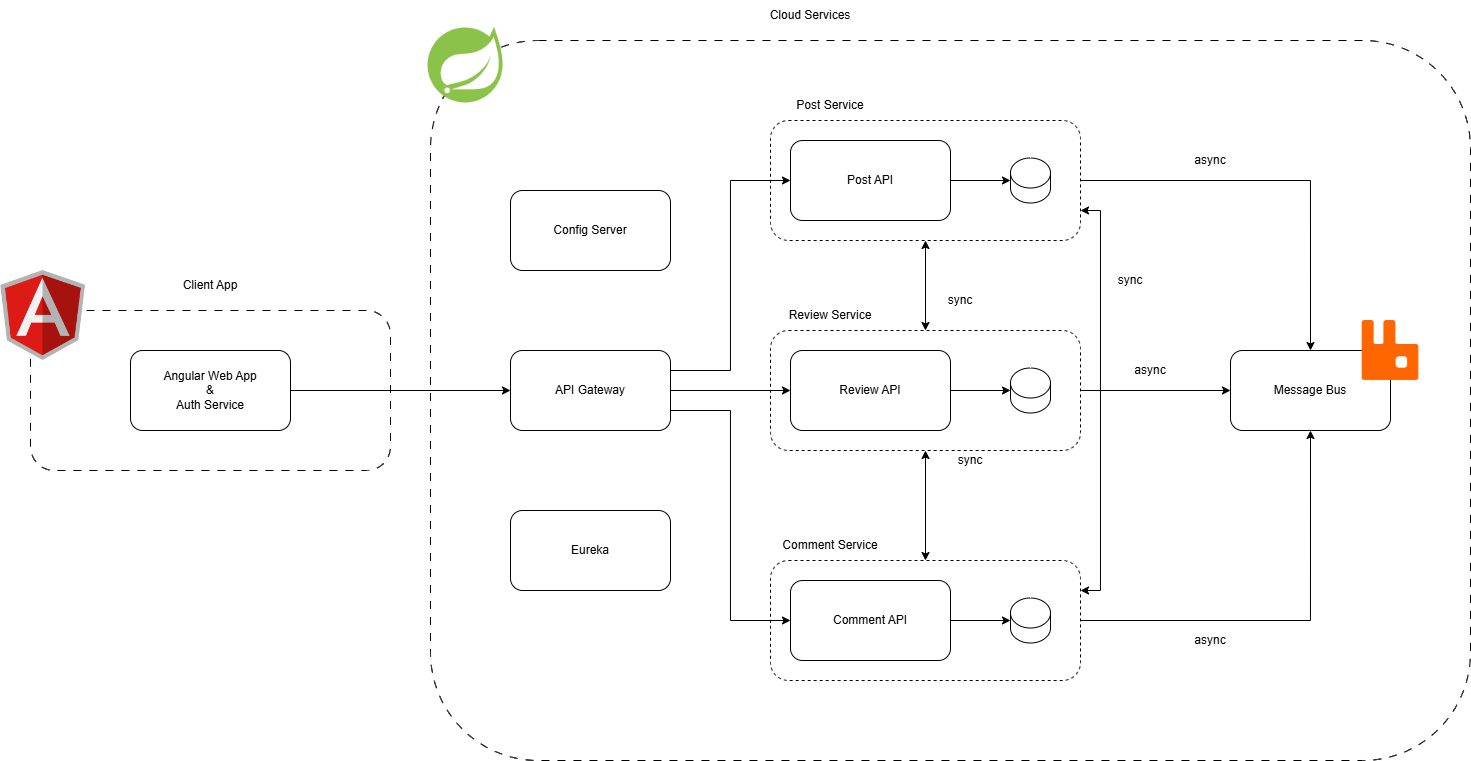 Cloud Services
Post Service
Post API
async
Config Server
sync
Client App
sync
Review Service
Angular Web App
&
Auth Service
API Gateway
Review API
async
Message Bus
sync
Eureka
Comment Service
Comment API
async